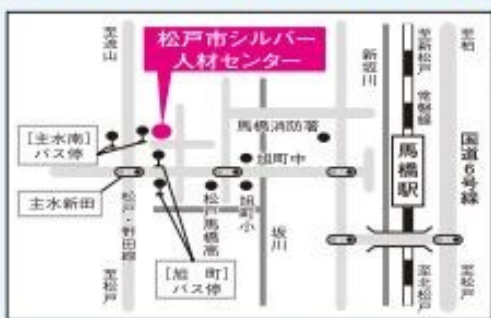 松戸市シルバー
人材センター
至流山
新坂川
至新松戸
常磐線
至柏
馬橋消防署
[主水南]
バス停
旭町中
馬橋駅
国道6号線
主水新田
松戸・野田線
松戸馬橋高
旭町小
坂川
[旭 町]
バス停
至松戸
至北松戸
至松戸